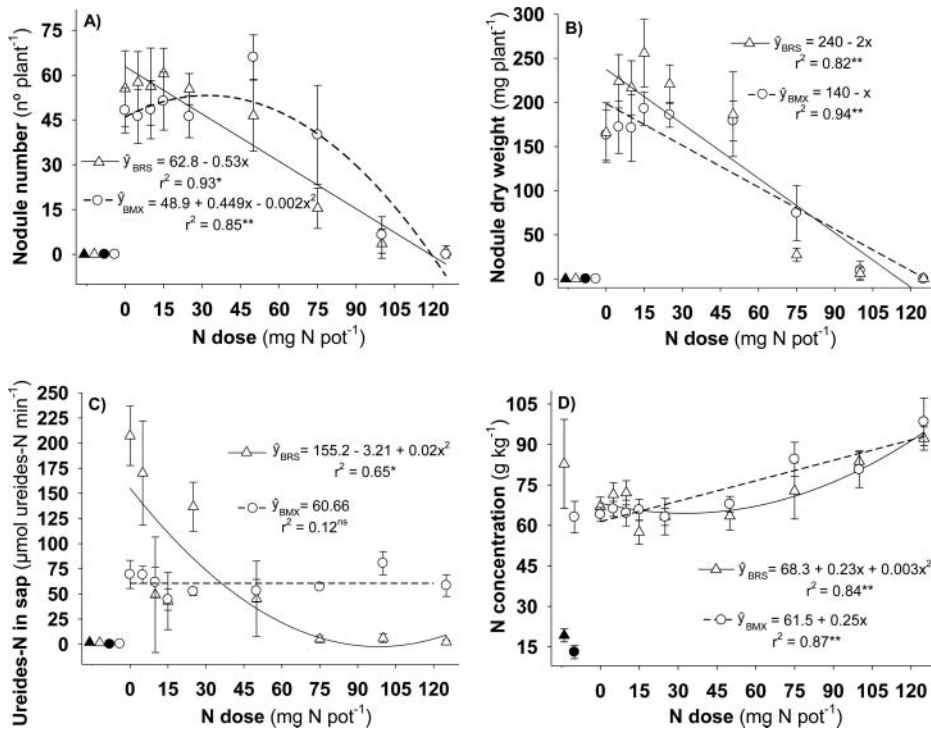 A)
Nodule number (nº plant⁻¹)
75
60
45
30
15
0
ŷBRS = 62.8 - 0.53x
r² = 0.93*
ŷBMX = 48.9 + 0.449x - 0.002x²
r² = 0.85**
0 15 30 45 60 75 90 105 120
N dose (mg N pot⁻¹)
B)
Nodule dry weight (mg plant⁻¹)
300
250
200
150
100
50
0
ŷBRS = 240 - 2x
r² = 0.82**
ŷBMX = 140 - x
r² = 0.94**
0 15 30 45 60 75 90 105 120
N dose (mg N pot⁻¹)
C)
Ureides-N in sap (µmol ureides-N min⁻¹)
250
225
200
175
150
125
100
75
50
25
0
ŷBRS = 155.2 - 3.21 + 0.02x²
r² = 0.65*
ŷBMX = 60.66
r² = 0.12ns
0 15 30 45 60 75 90 105 120
N dose (mg N pot⁻¹)
D)
N concentration (g kg⁻¹)
105
90
75
60
45
30
15
ŷBRS = 68.3 + 0.23x + 0.003x²
r² = 0.84**
ŷBMX = 61.5 + 0.25x
r² = 0.87**
0 15 30 45 60 75 90 105 120
N dose (mg N pot⁻¹)